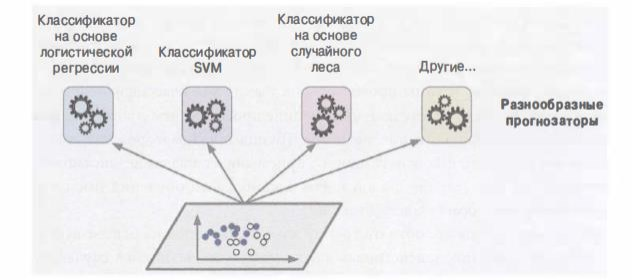 Классификатор
на основе
логистической
регрессии
Классификатор
SVM
Классификатор
на основе
случайного
леса
Другие...
Разнообразные
прогнозаторы